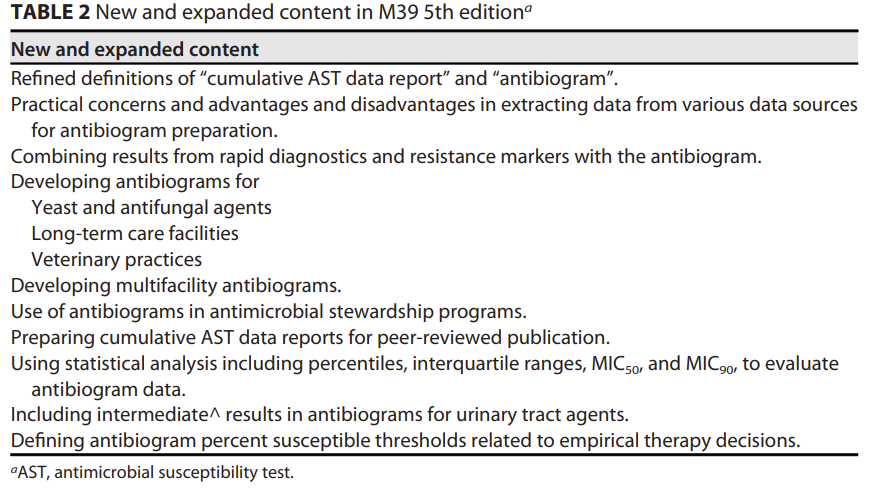 TABLE 2 New and expanded content in M39 5th editionᵃ
New and expanded content
Refined definitions of “cumulative AST data report” and “antibiogram”.
Practical concerns and advantages and disadvantages in extracting data from various data sources
for antibiogram preparation.
Combining results from rapid diagnostics and resistance markers with the antibiogram.
Developing antibiograms for
Yeast and antifungal agents
Long-term care facilities
Veterinary practices
Developing multifacility antibiograms.
Use of antibiograms in antimicrobial stewardship programs.
Preparing cumulative AST data reports for peer-reviewed publication.
Using statistical analysis including percentiles, interquartile ranges, MIC₅₀, and MIC₉₀, to evaluate
antibiogram data.
Including intermediate^ results in antibiograms for urinary tract agents.
Defining antibiogram percent susceptible thresholds related to empirical therapy decisions.
ᵃAST, antimicrobial susceptibility test.